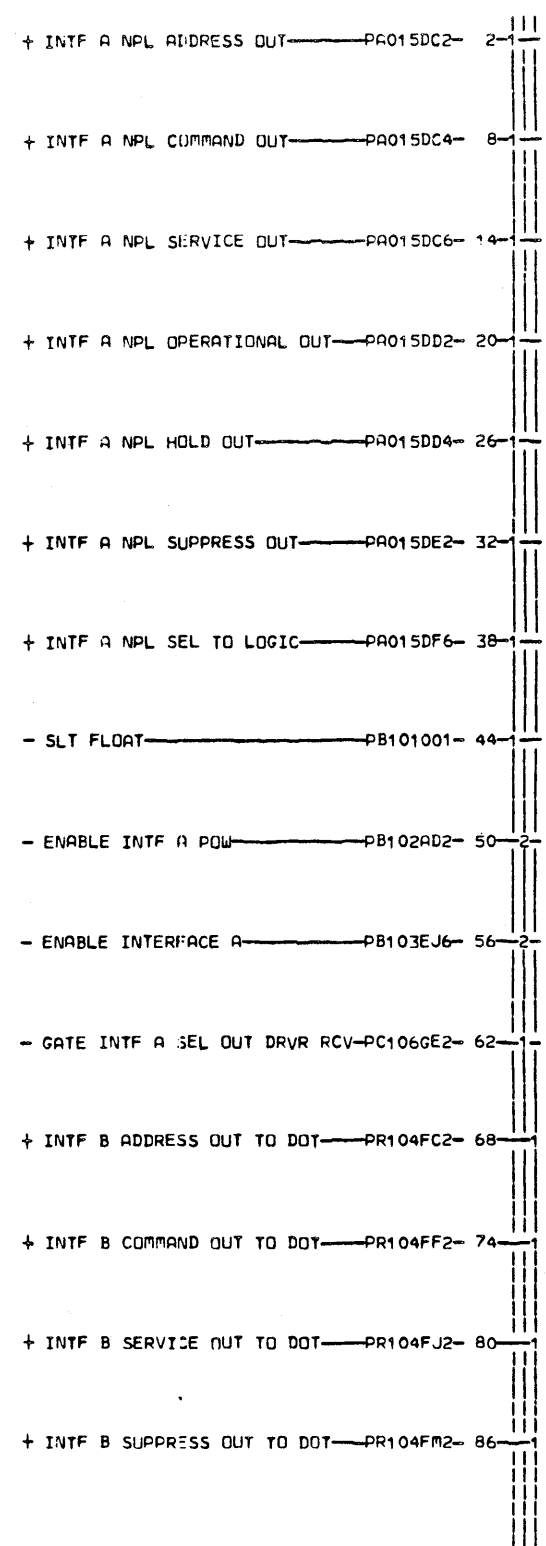 + INTF A NPL ADDRESS OUT PA015DC2- 2-1
+ INTF A NPL COMMAND OUT PA015DC4- 8-1
+ INTF A NPL SERVICE OUT PA015DC6- 14-1
+ INTF A NPL OPERATIONAL OUT PA015DD2- 20-1
+ INTF A NPL HOLD OUT PA015DD4- 26-1
+ INTF A NPL SUPPRESS OUT PA015DE2- 32-1
+ INTF A NPL SEL TO LOGIC PA015DF6- 38-1
- SLT FLOAT PB101001- 44-1
- ENABLE INTF A POW PB102AD2- 50-2-
- ENABLE INTERFACE A PB103EJ6- 56-2-
- GATE INTF A SEL OUT DRVR RCV-PC106GE2- 62-1-
+ INTF B ADDRESS OUT TO DOT PR104FC2- 68-1
+ INTF B COMMAND OUT TO DOT PR104FF2- 74-1
+ INTF B SERVICE OUT TO DOT PR104FJ2- 80-1
+ INTF B SUPPRESS OUT TO DOT PR104FM2- 86-1